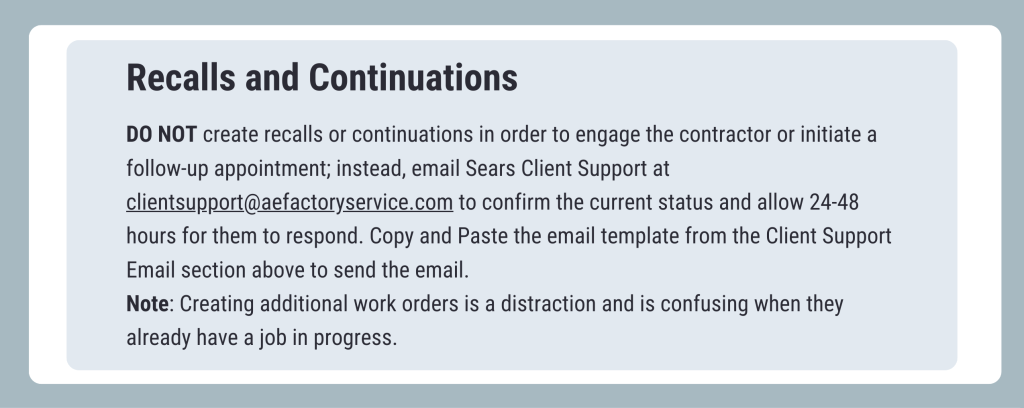 Recalls and Continuations
DO NOT create recalls or continuations in order to engage the contractor or initiate a
follow-up appointment; instead, email Sears Client Support at
clientsupport@aefactoryservice.com to confirm the current status and allow 24-48
hours for them to respond. Copy and Paste the email template from the Client Support
Email section above to send the email.
Note: Creating additional work orders is a distraction and is confusing when they
already have a job in progress.